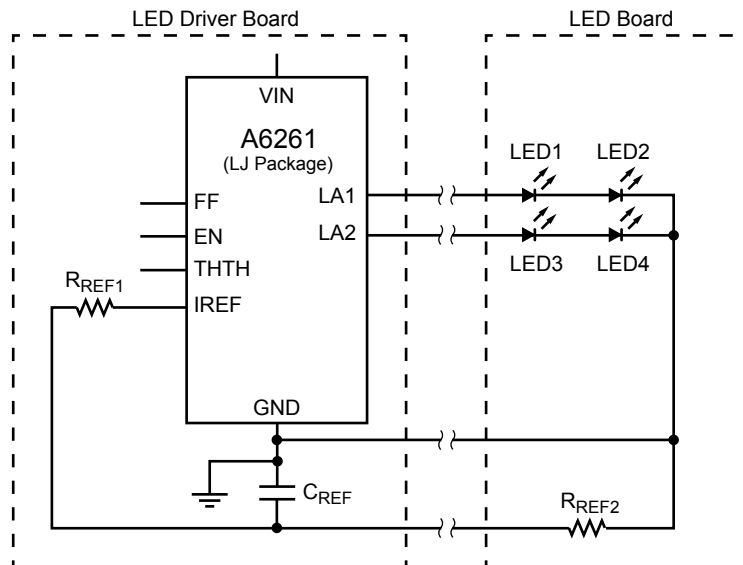 LED Driver Board
LED Board
VIN
A6261
(LJ Package)
LED1
LED2
FF
LA1
EN
LA2
THTH
LED3
LED4
RREF1
IREF
GND
CREF
RREF2